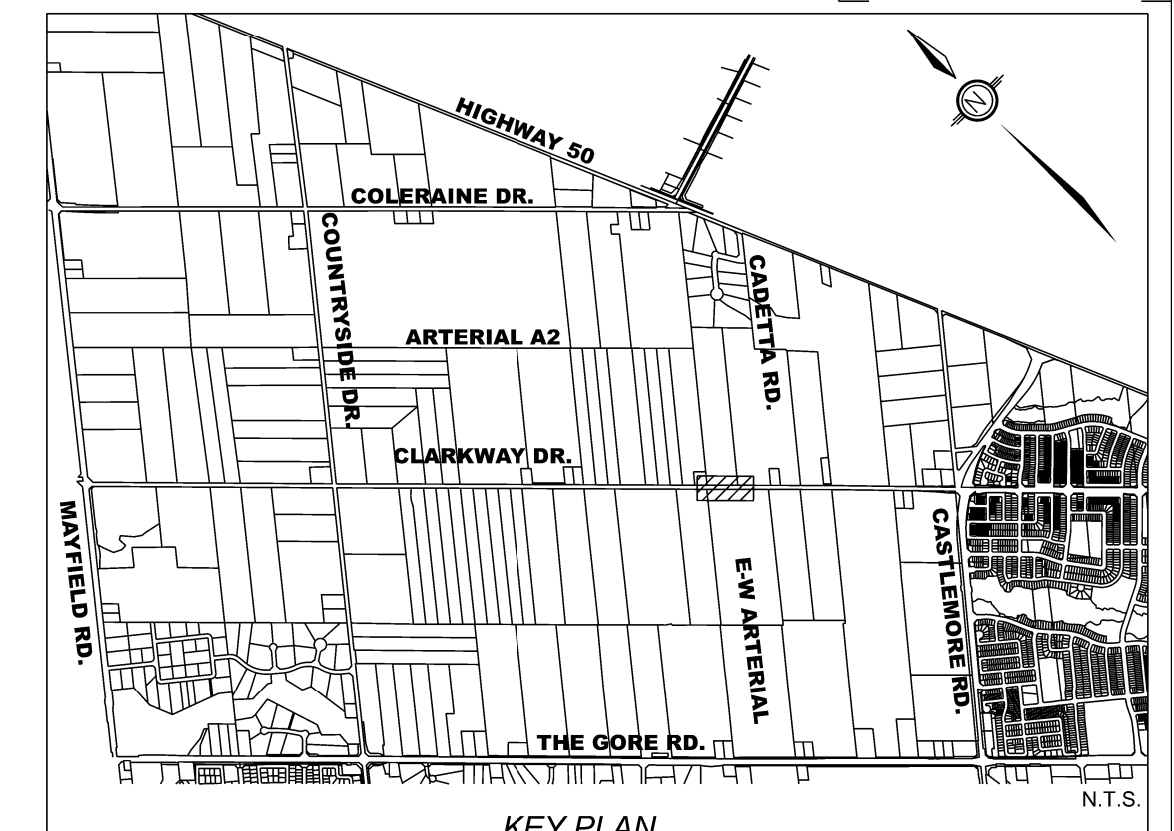 HIGHWAY 50
N
COLERAINE DR.
COUNTRYSIDE DR.
CADETTA RD.
ARTERIAL A2
CLARKWAY DR.
MAYFIELD RD.
CASTLEMORE RD.
E-W ARTERIAL
THE GORE RD.
N.T.S.
KEY PLAN